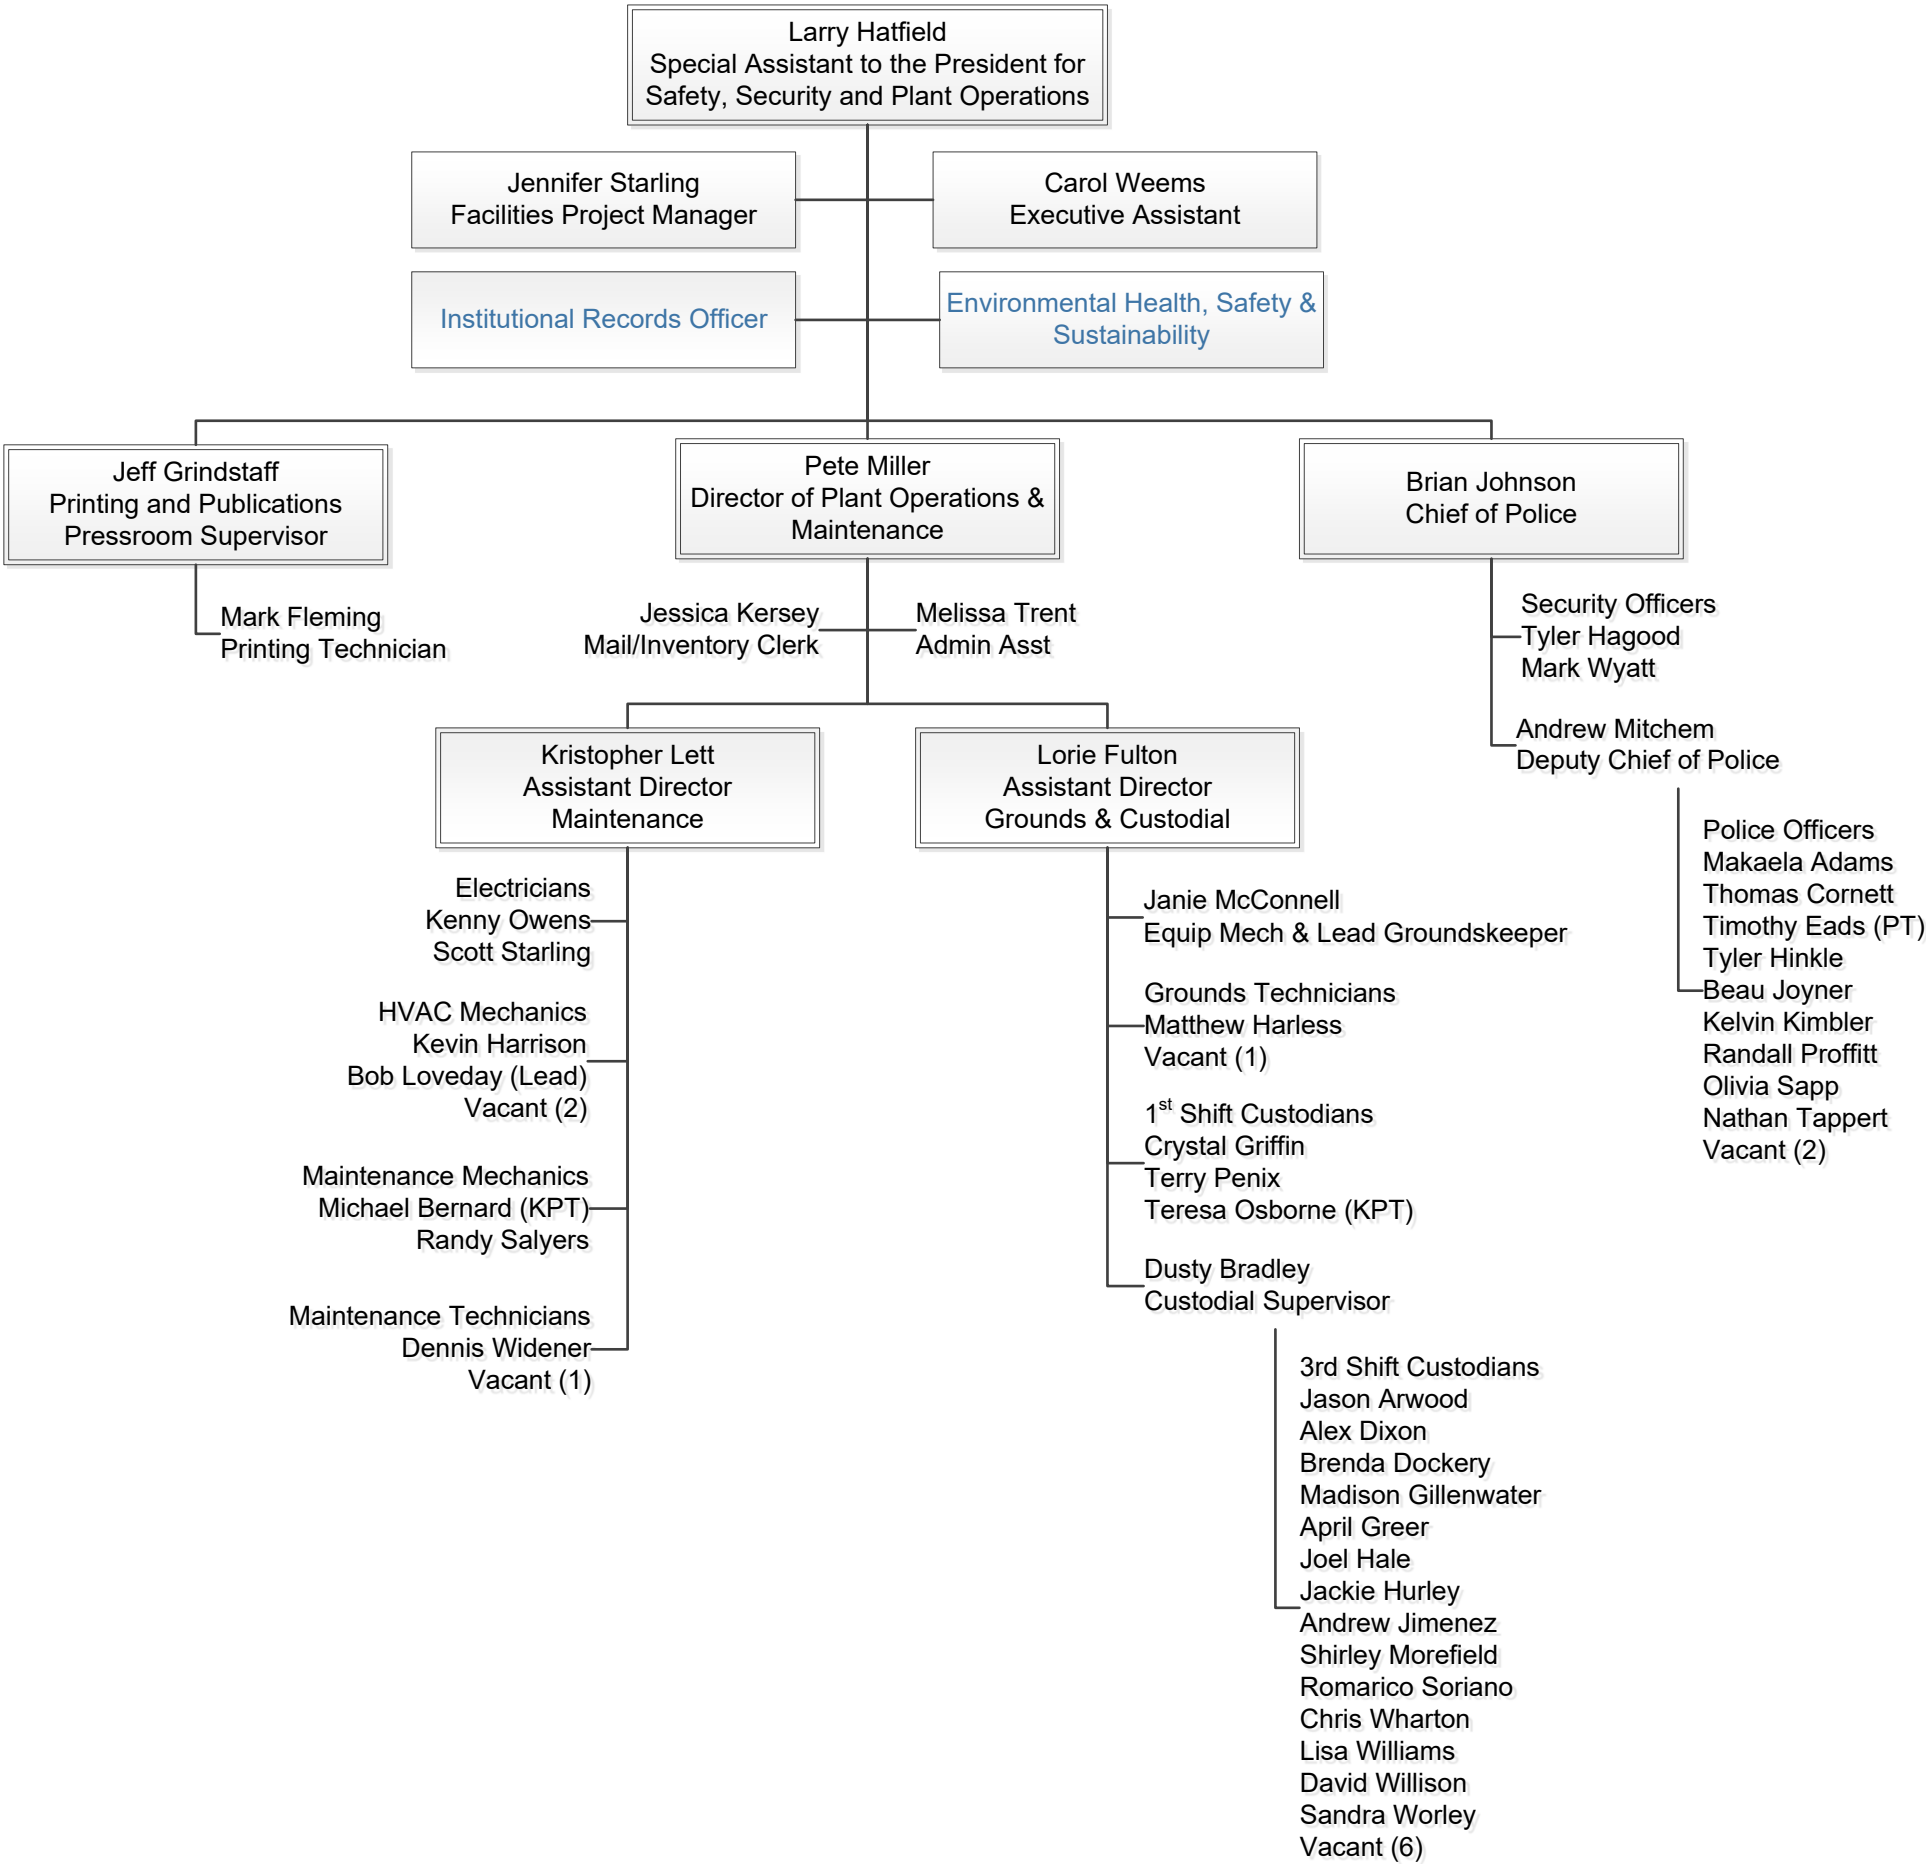 Larry Hatfield
Special Assistant to the President for
Safety, Security and Plant Operations
Jennifer Starling
Facilities Project Manager
Carol Weems
Executive Assistant
Institutional Records Officer
Environmental Health, Safety &
Sustainability
Jeff Grindstaff
Printing and Publications
Pressroom Supervisor
Mark Fleming
Printing Technician
Pete Miller
Director of Plant Operations &
Maintenance
Jessica Kersey
Mail/Inventory Clerk
Melissa Trent
Admin Asst
Kristopher Lett
Assistant Director
Maintenance
Electricians
Kenny Owens
Scott Starling
HVAC Mechanics
Kevin Harrison
Bob Loveday (Lead)
Vacant (2)
Maintenance Mechanics
Michael Bernard (KPT)
Randy Salyers
Maintenance Technicians
Dennis Widener
Vacant (1)
Lorie Fulton
Assistant Director
Grounds & Custodial
Janie McConnell
Equip Mech & Lead Groundskeeper
Grounds Technicians
Matthew Harless
Vacant (1)
1st Shift Custodians
Crystal Griffin
Terry Penix
Teresa Osborne (KPT)
Dusty Bradley
Custodial Supervisor
3rd Shift Custodians
Jason Arwood
Alex Dixon
Brenda Dockery
Madison Gillenwater
April Greer
Joel Hale
Jackie Hurley
Andrew Jimenez
Shirley Morefield
Romarico Soriano
Chris Wharton
Lisa Williams
David Willison
Sandra Worley
Vacant (6)
Brian Johnson
Chief of Police
Security Officers
Tyler Hagood
Mark Wyatt
Andrew Mitchem
Deputy Chief of Police
Police Officers
Makaela Adams
Thomas Cornett
Timothy Eads (PT)
Tyler Hinkle
Beau Joyner
Kelvin Kimbler
Randall Proffitt
Olivia Sapp
Nathan Tappert
Vacant (2)